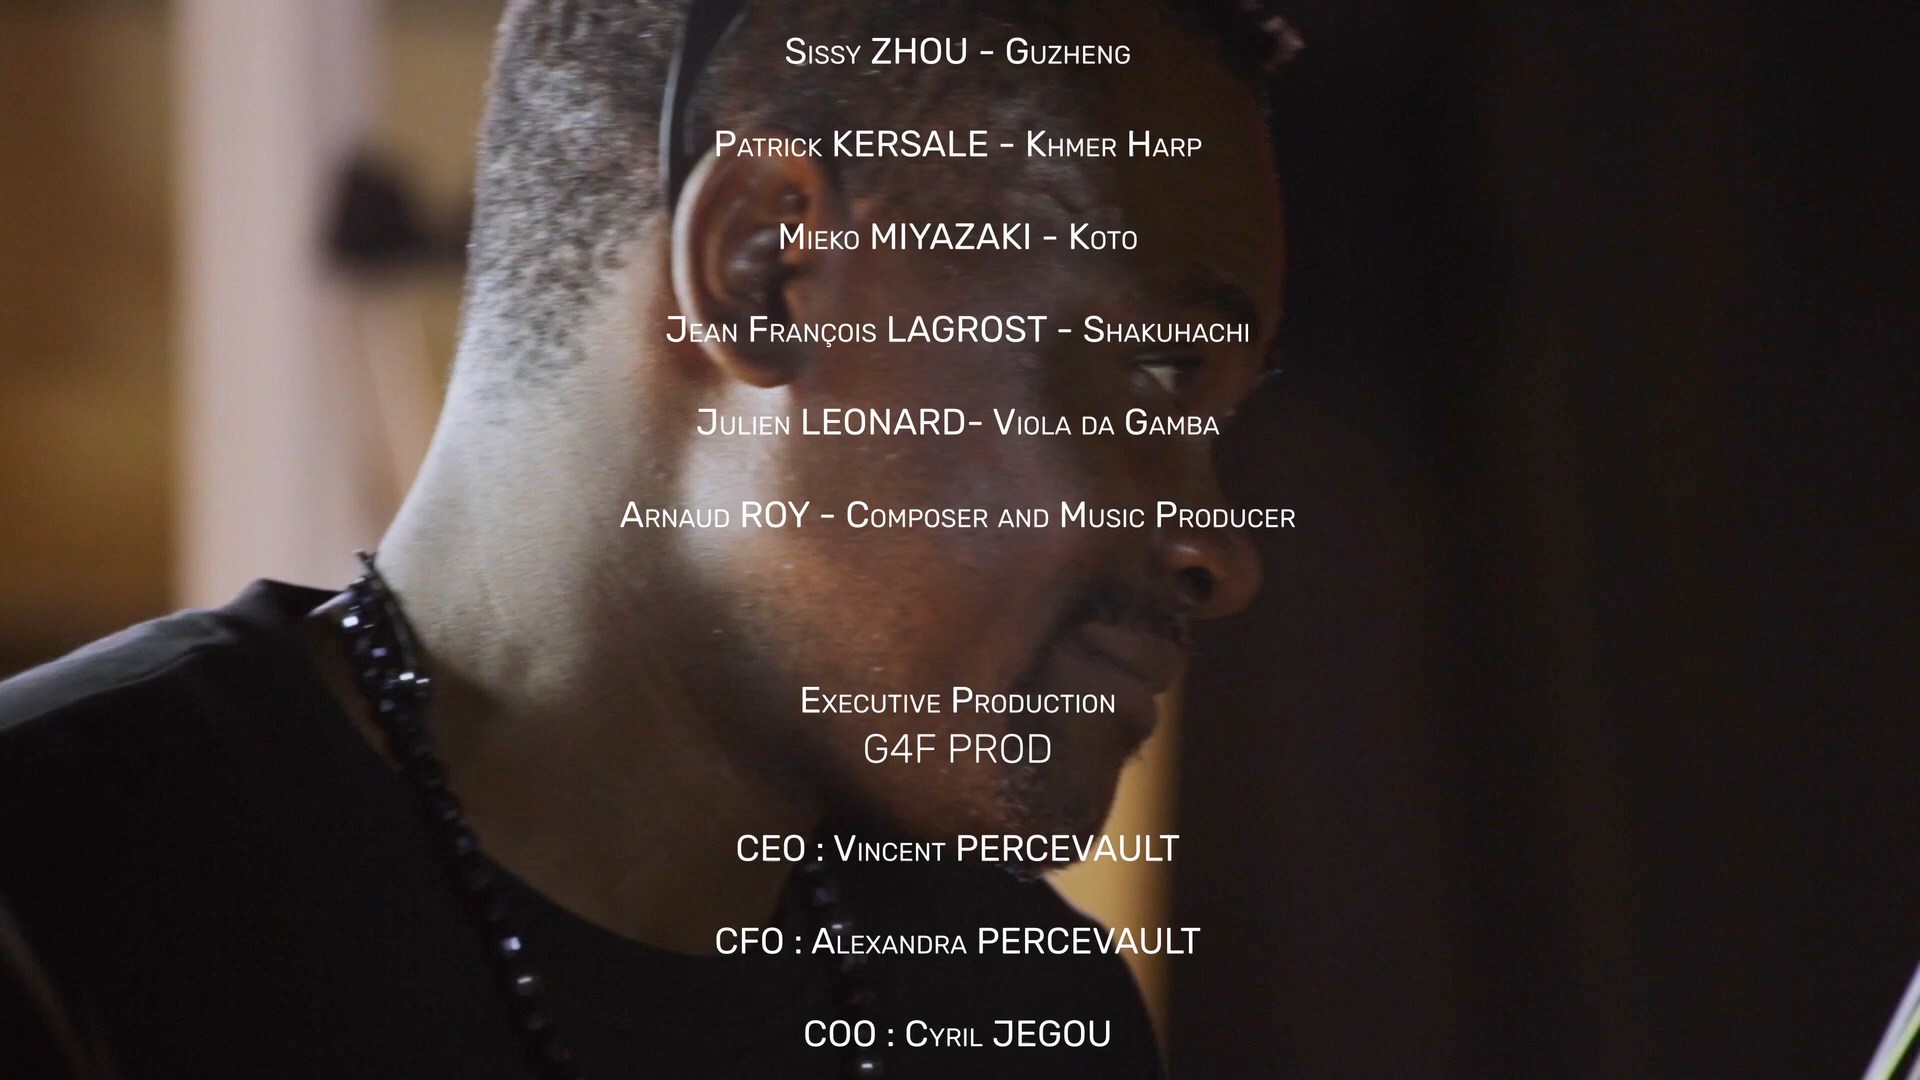 Sissy ZHOU - Guzheng
Patrick KERSALE - Khmer Harp
Mieko MIYAZAKI - Koto
Jean François LAGROST - Shakuhachi
Julien LEONARD- Viola da Gamba
Arnaud ROY - Composer and Music Producer
Executive Production
G4F PROD
CEO : Vincent PERCEVAULT
CFO : Alexandra PERCEVAULT
COO : Cyril JEGOU